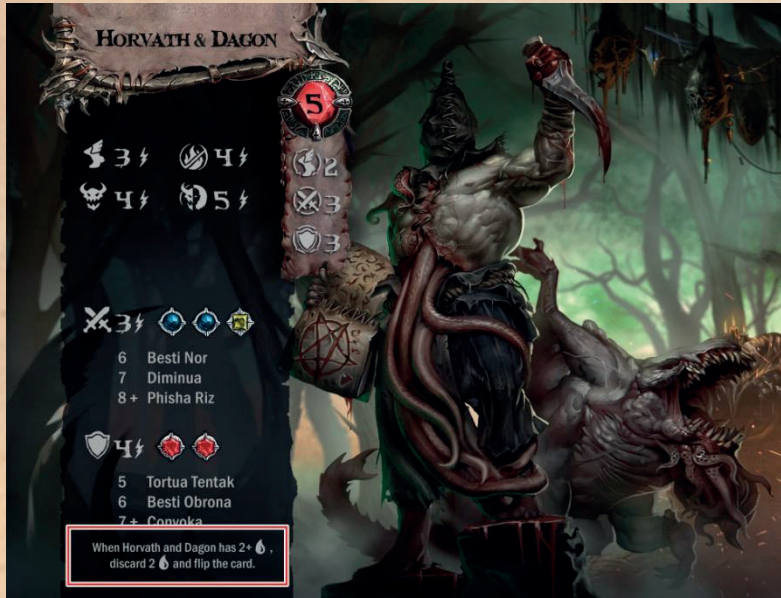 HORVATH & DAGON
5
3 4 2
4 5 3
3
3
6 Besti Nor
7 Diminua
8+ Phisha Riz
4
5 Tortua Tentak
6 Besti Obrona
7+ Convoka
When Horvath and Dagon has 2+ ,
discard 2 and flip the card.